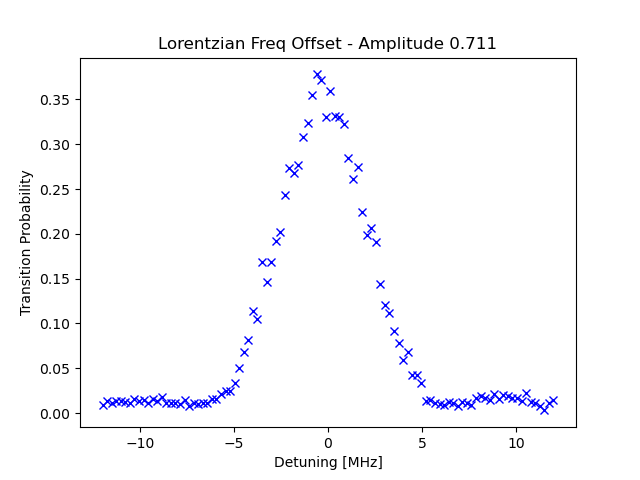 Lorentzian Freq Offset - Amplitude 0.711
Transition Probability
0.35
0.30
0.25
0.20
0.15
0.10
0.05
0.00
−10 −5 0 5 10
Detuning [MHz]